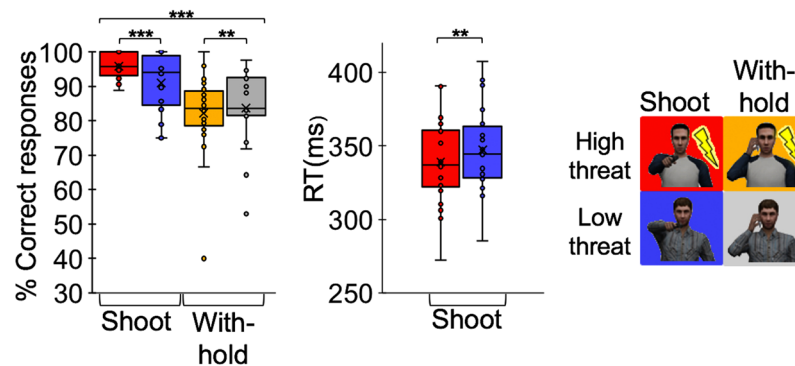 ***
***
**
% Correct responses
100
90
80
70
60
50
40
30
Shoot
With-
hold
**
RT(ms)
400
350
300
250
Shoot
Shoot
With-
hold
High
threat
Low
threat